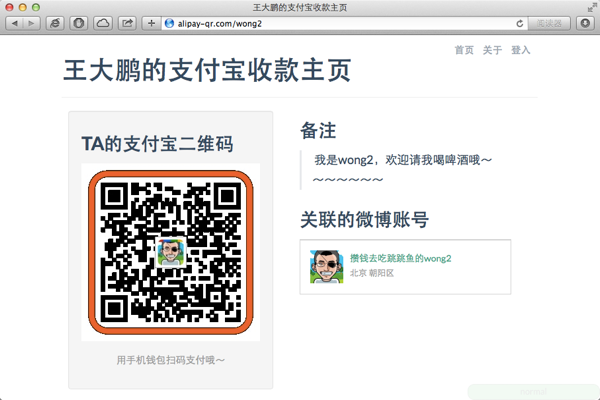 王大鹏的支付宝收款主页
alipay-qr.com/wong2
阅读器
首页 关于 登入
王大鹏的支付宝收款主页
TA的支付宝二维码
用手机钱包扫码支付哦～
备注
我是wong2，欢迎请我喝啤酒哦～
～～～～～～
关联的微博账号
攒钱去吃跳跳鱼的wong2
北京 朝阳区